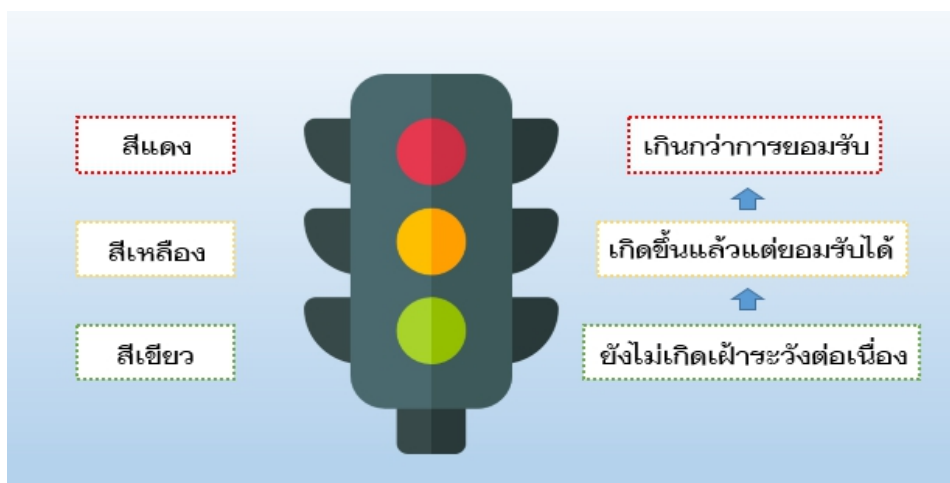 สีแดง
เกินกว่าการยอมรับ
สีเหลือง
เกิดขึ้นแล้วแต่ยอมรับได้
สีเขียว
ยังไม่เกิดเฝ้าระวังต่อเนื่อง